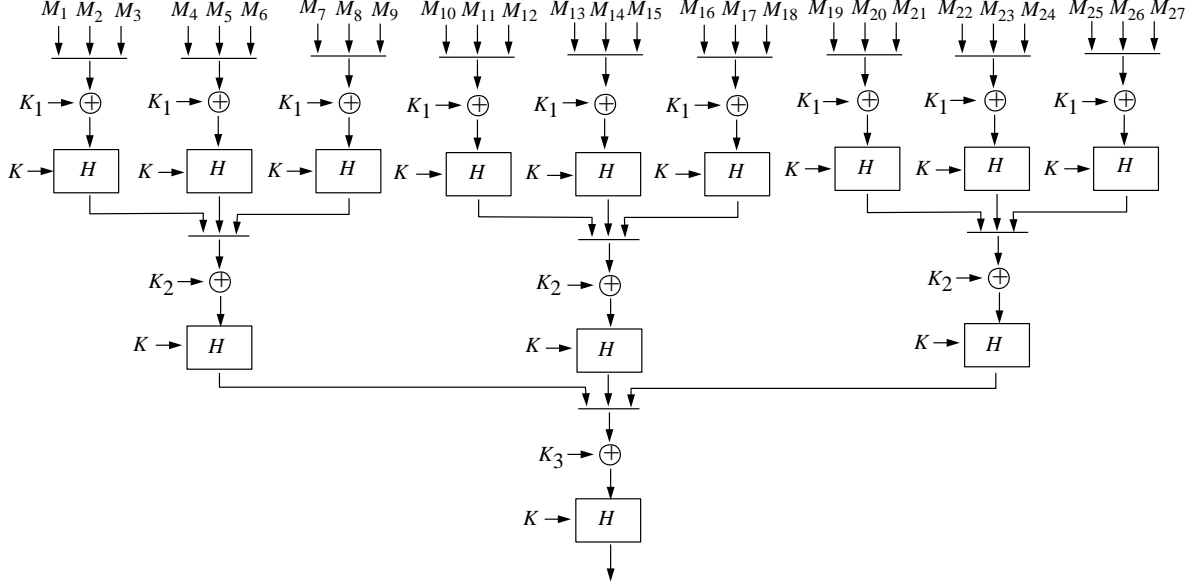 M₁ M₂ M₃ M₄ M₅ M₆ M₇ M₈ M₉ M₁₀ M₁₁ M₁₂ M₁₃ M₁₄ M₁₅ M₁₆ M₁₇ M₁₈ M₁₉ M₂₀ M₂₁ M₂₂ M₂₃ M₂₄ M₂₅ M₂₆ M₂₇
K₁ K₁ K₁ K₁ K₁ K₁ K₁ K₁ K₁
K H K H K H K H K H K H K H K H K H
K₂ K₂ K₂
K H K H K H
K₃
K H